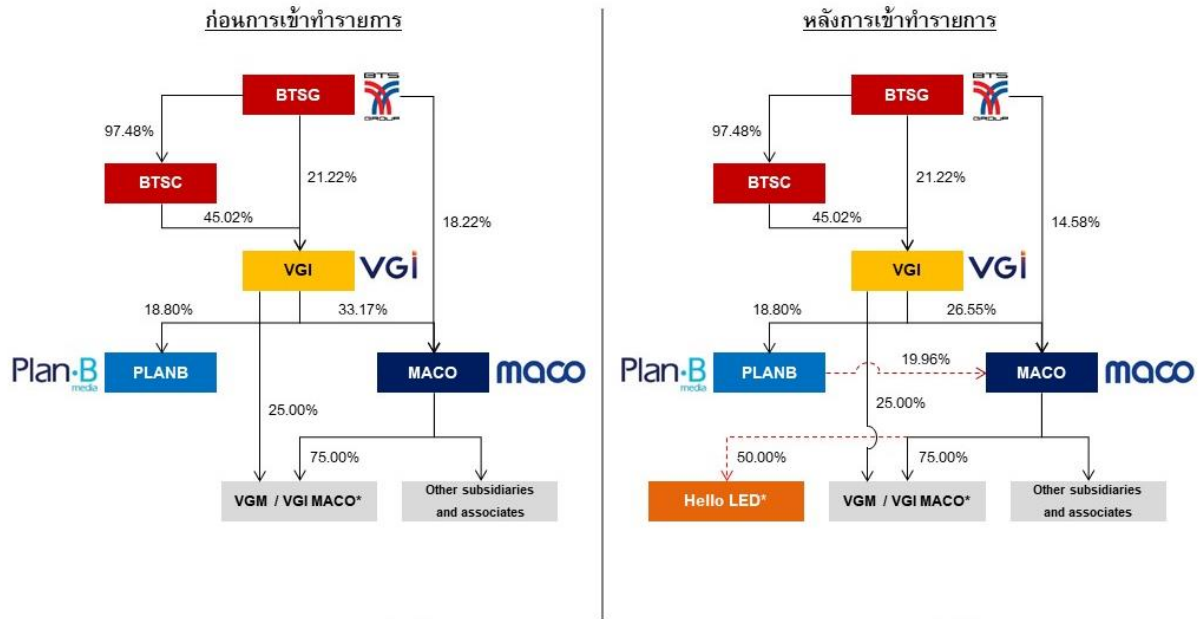 ก่อนการเข้าทำรายการ
BTSG
BTS
GROUP
97.48%
BTSC
21.22%
45.02%
18.22%
VGI
VGI
18.80%
33.17%
Plan·B
media
PLANB
MACO
maco
25.00%
75.00%
VGM / VGI MACO*
Other subsidiaries
and associates
หลังการเข้าทำรายการ
BTSG
BTS
GROUP
97.48%
BTSC
21.22%
45.02%
14.58%
VGI
VGI
18.80%
26.55%
Plan·B
media
PLANB
19.96%
MACO
maco
25.00%
50.00%
75.00%
Hello LED*
VGM / VGI MACO*
Other subsidiaries
and associates